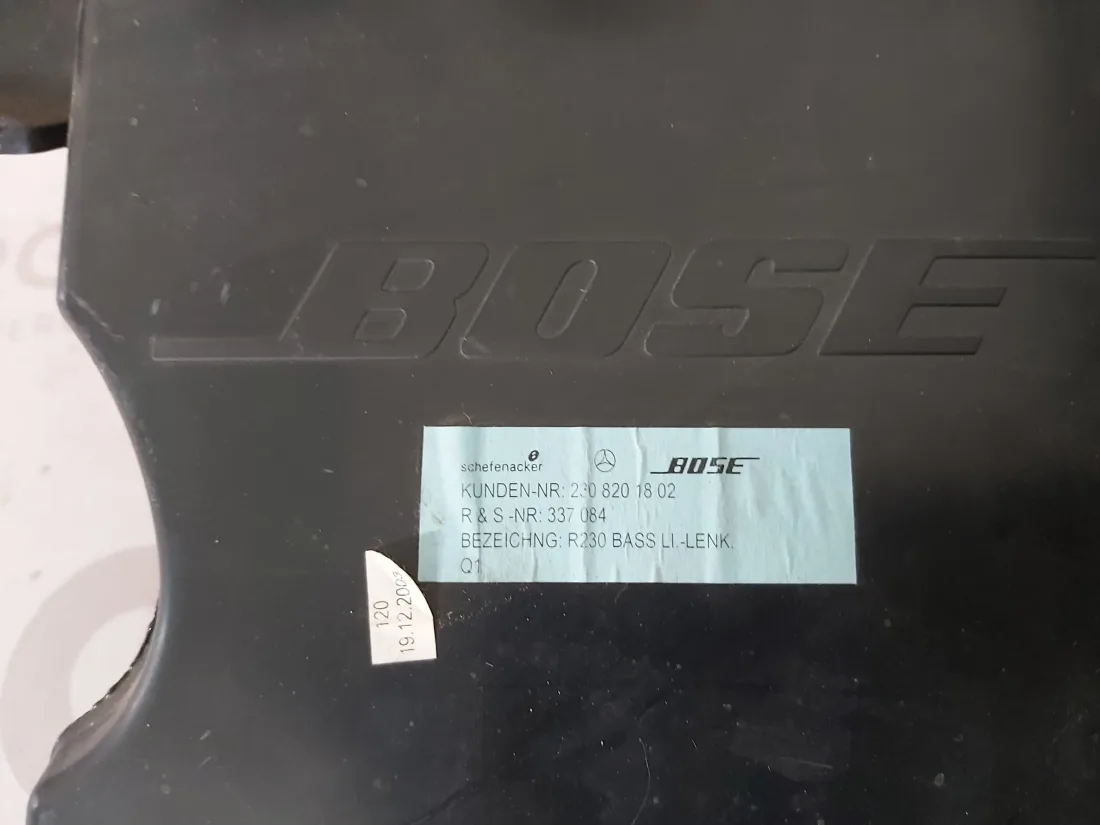 BOSE
schefenacker BOSE
KUNDEN-NR: 230 820 18 02
R & S -NR: 337 084
BEZEICHNG: R230 BASS LI.-LENK.
Q1
120
19.12.2003